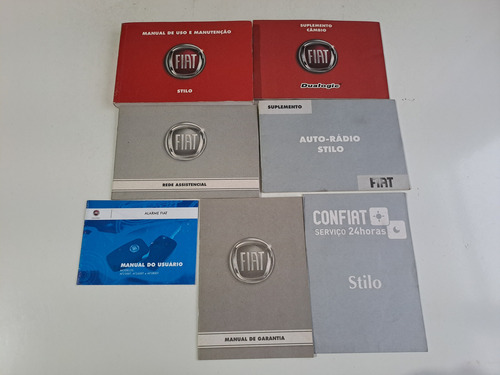 MANUAL DE USO E MANUTENÇÃO
FIAT
STILO
SUPLEMENTO
CÂMBIO
FIAT
Dualogic
FIAT
REDE ASSISTENCIAL
SUPLEMENTO
AUTO-RÁDIO
STILO
FIAT
ALARME FIAT
MANUAL DO USUÁRIO
FIAT
MANUAL DE GARANTIA
CONFIAT
SERVIÇO 24horas
Stilo